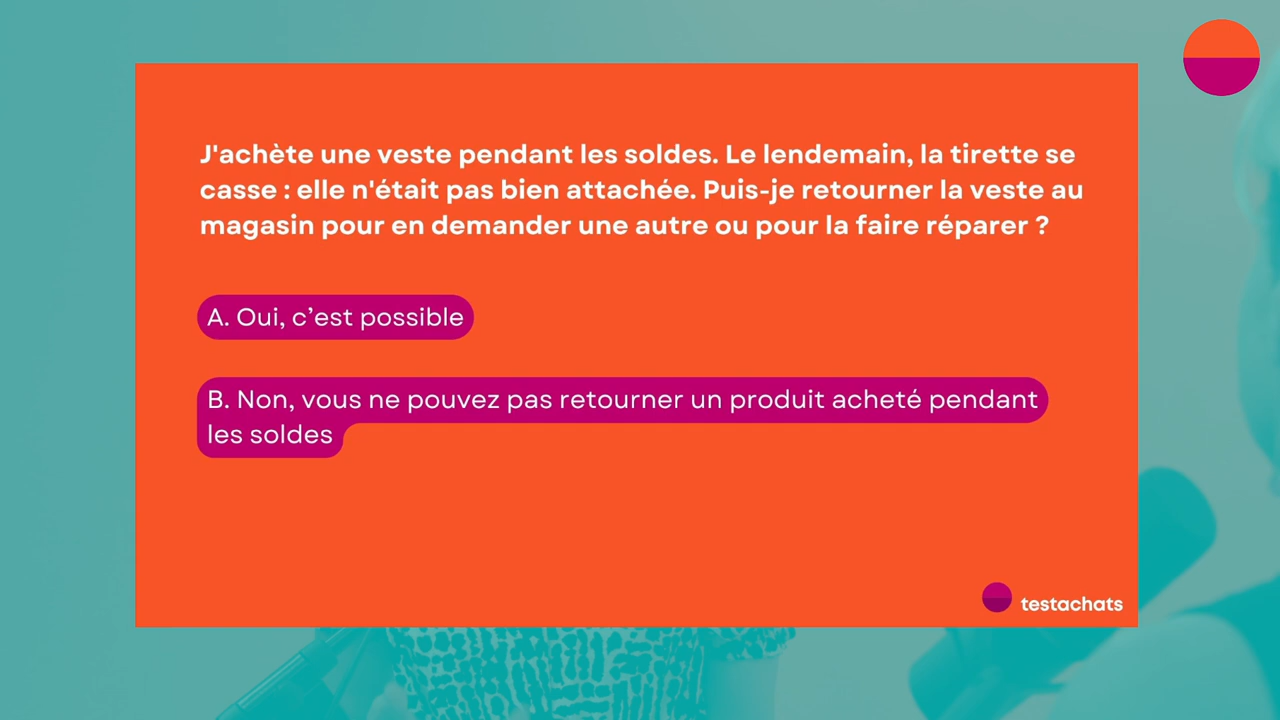 J'achète une veste pendant les soldes. Le lendemain, la tirette se
casse : elle n'était pas bien attachée. Puis-je retourner la veste au
magasin pour en demander une autre ou pour la faire réparer ?
A. Oui, c’est possible
B. Non, vous ne pouvez pas retourner un produit acheté pendant
les soldes
testachats